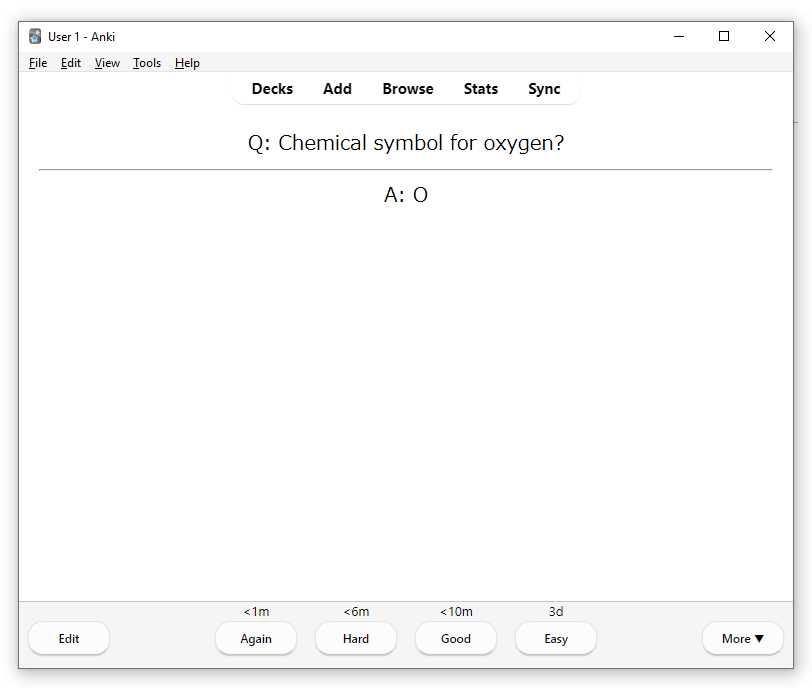 User 1 - Anki
File Edit View Tools Help
Decks Add Browse Stats Sync
Q: Chemical symbol for oxygen?
A: O
<1m <6m <10m 3d
Edit Again Hard Good Easy More ▼